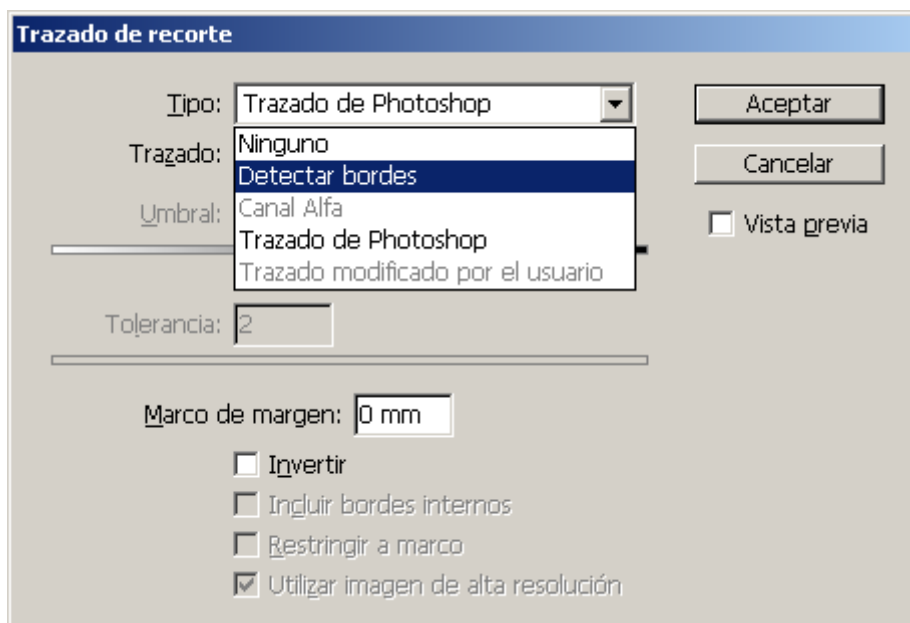 Trazado de recorte
Tipo: Trazado de Photoshop
Aceptar
Trazado:
Ninguno
Detectar bordes
Cancelar
Umbral:
Canal Alfa
Trazado de Photoshop
Vista previa
Trazado modificado por el usuario
Tolerancia: 2
Marco de margen: 0 mm
Invertir
Incluir bordes internos
Restringir a marco
Utilizar imagen de alta resolución